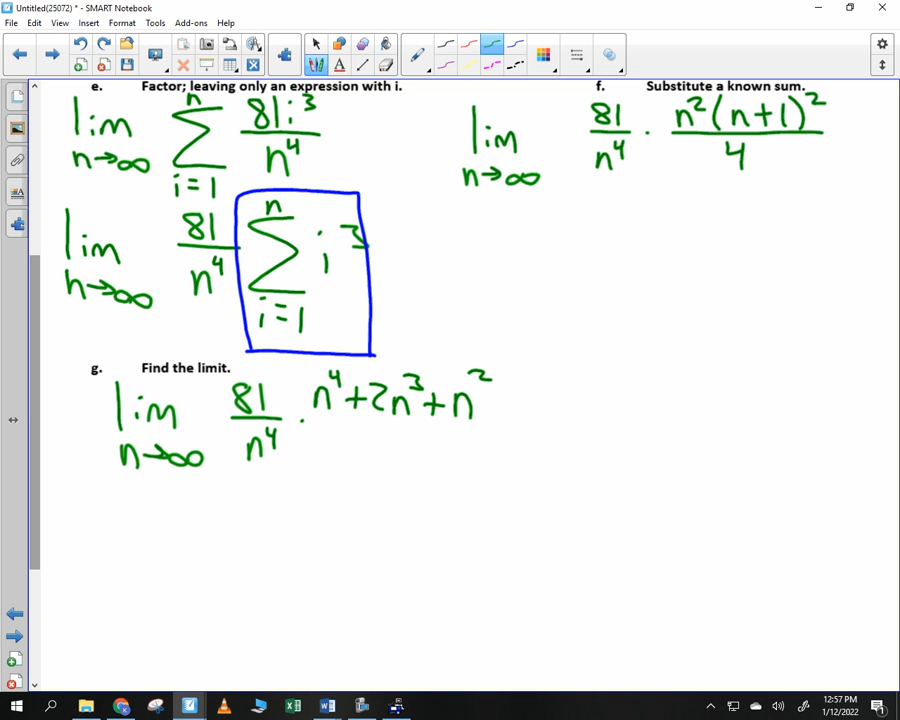 Untitled(25072) * - SMART Notebook
File Edit View Insert Format Tools Add-ons Help
e. Factor; leaving only an expression with i.
lim n→∞ n Σ i=1 81i³/n⁴
lim n→∞ 81/n⁴ n Σ i=1 i³
f. Substitute a known sum.
lim n→∞ 81/n⁴ · n²(n+1)²/4
g. Find the limit.
lim n→∞ 81/n⁴ · n⁴+2n³+n²
12:57 PM
1/12/2022